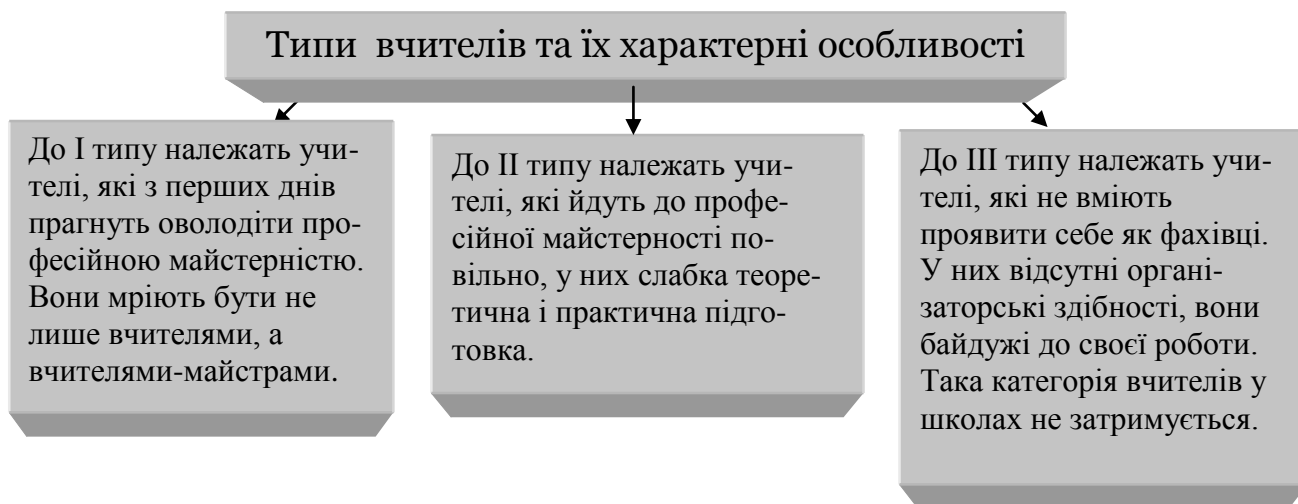 Типи вчителів та їх характерні особливості
До І типу належать учи-
телі, які з перших днів
прагнуть оволодіти про-
фесійною майстерністю.
Вони мріють бути не
лише вчителями, а
вчителями-майстрами.
До ІІ типу належать учи-
телі, які йдуть до профе-
сійної майстерності по-
вільно, у них слабка теоре-
тична і практична підго-
товка.
До ІІІ типу належать учи-
телі, які не вміють
проявити себе як фахівці.
У них відсутні органі-
заторські здібності, вони
байдужі до своєї роботи.
Така категорія вчителів у
школах не затримується.